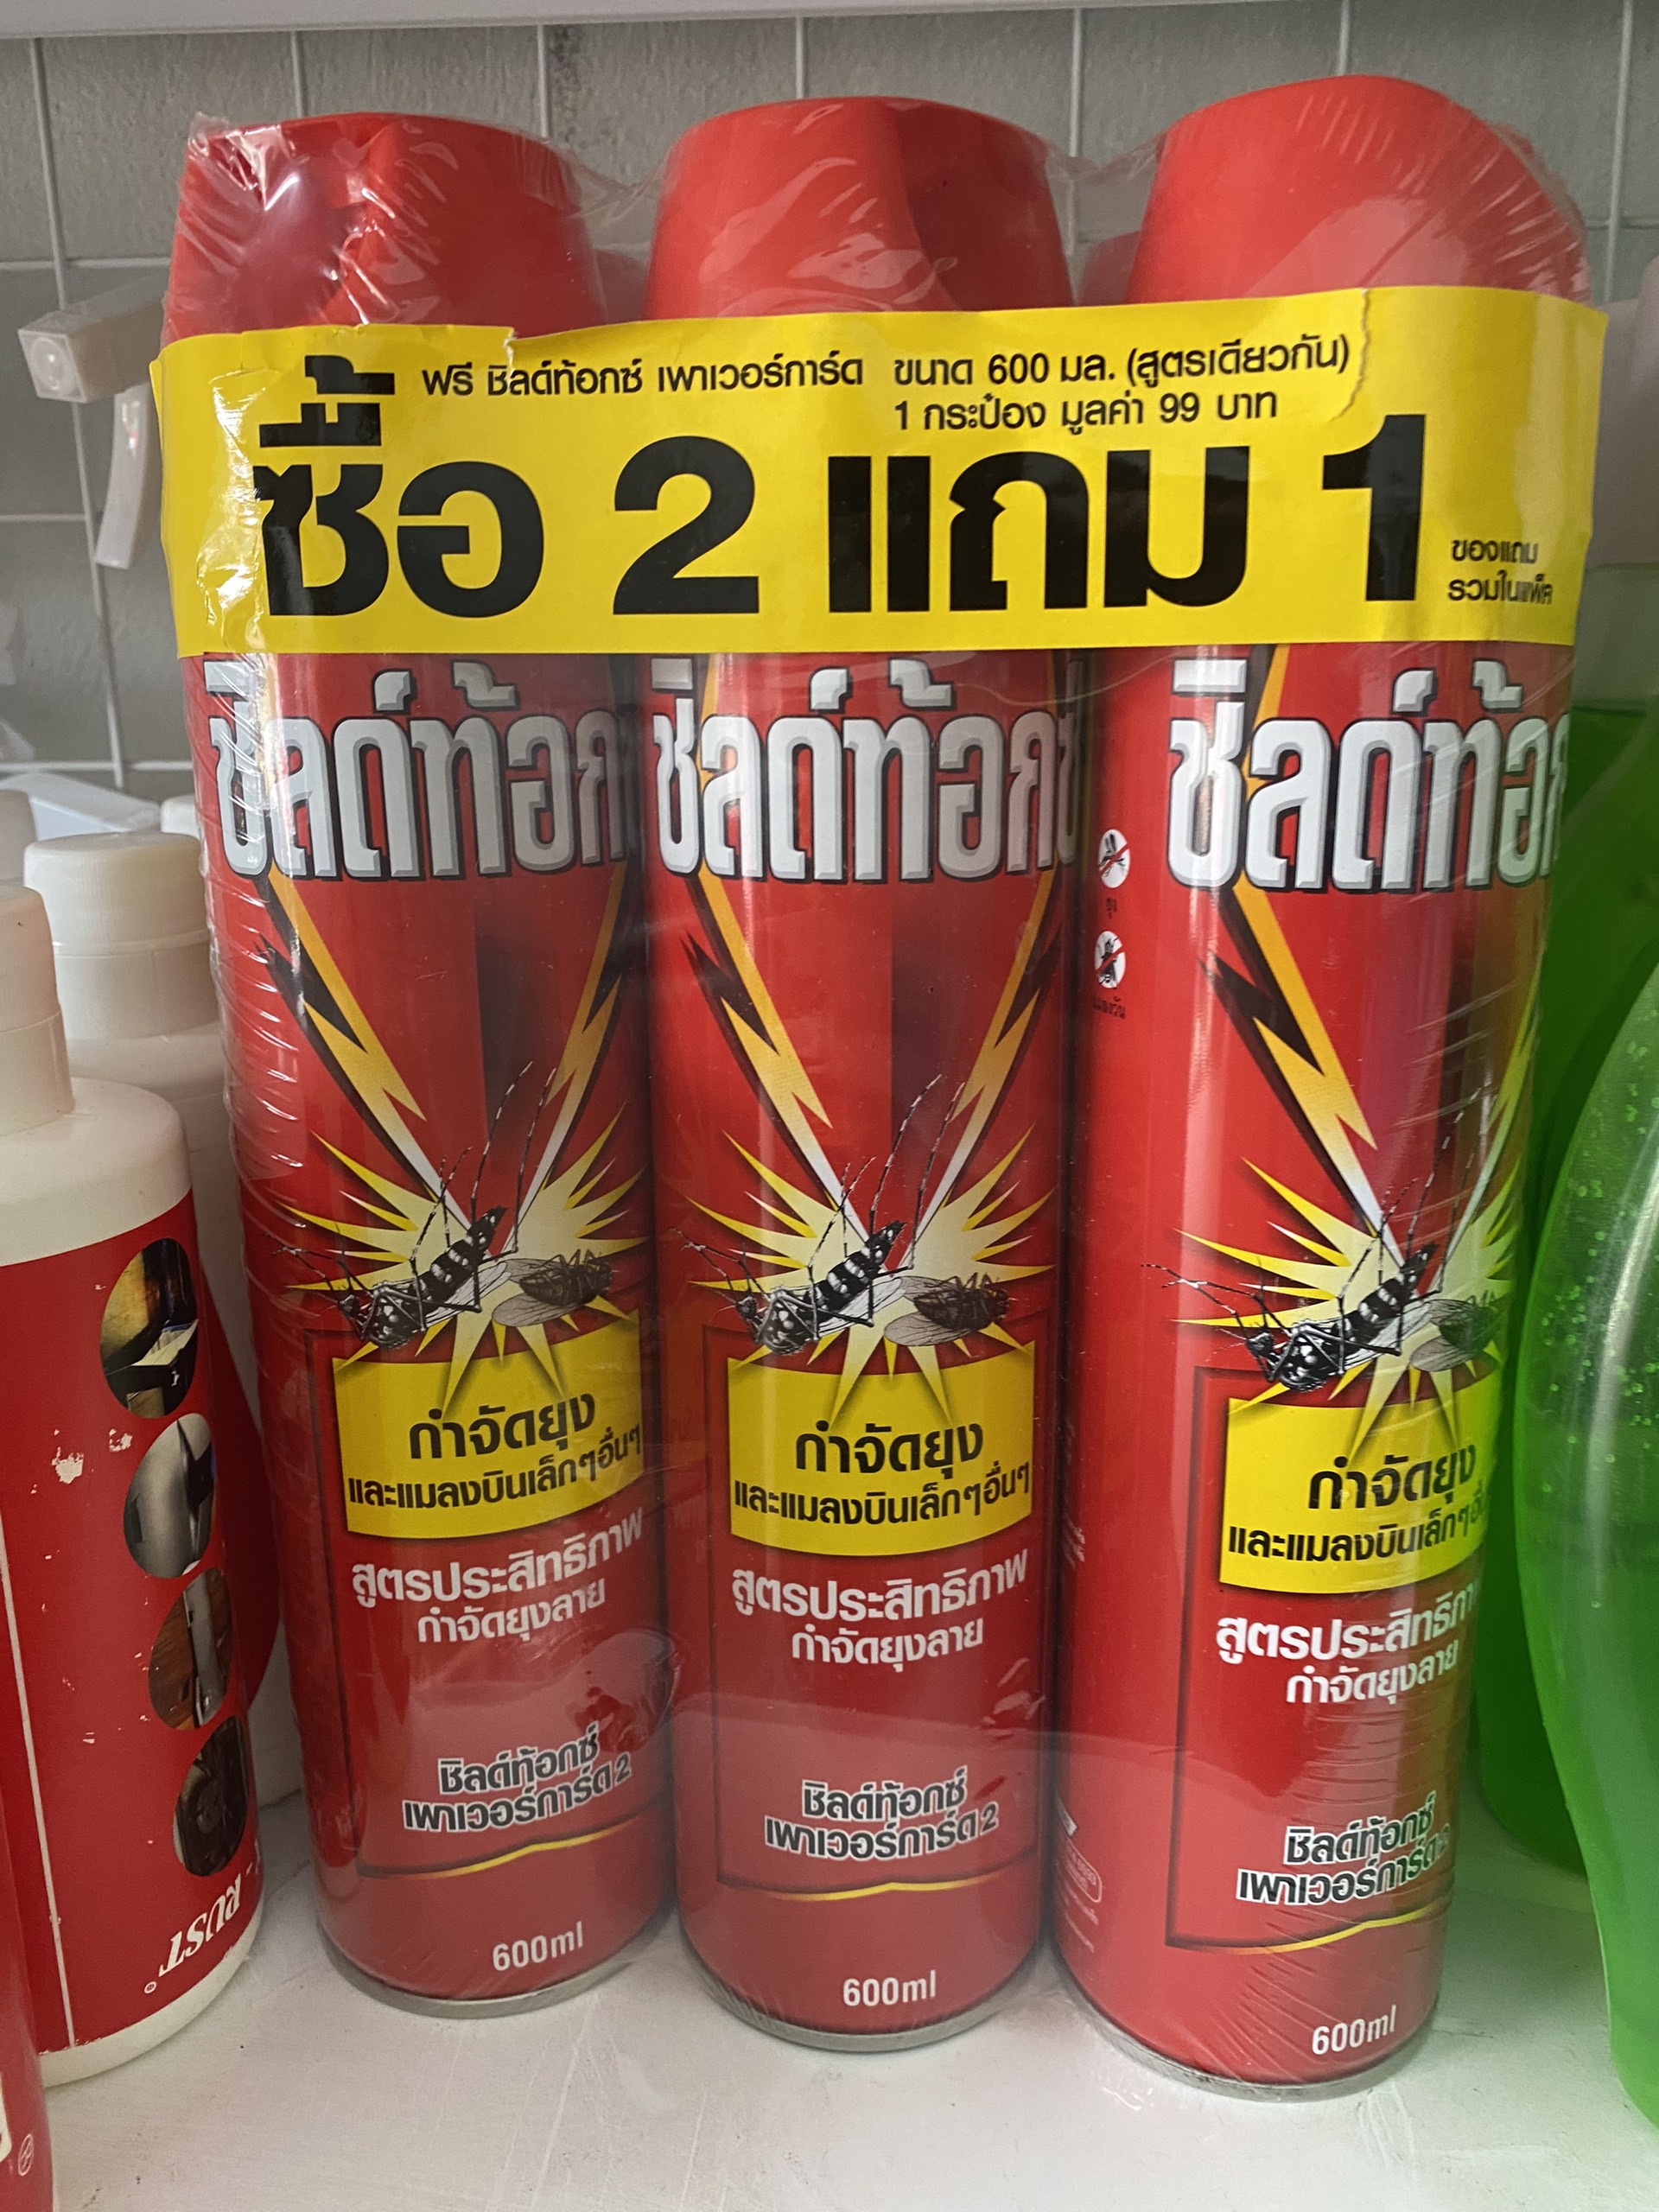 ฟรี ชิลด์ท้อกซ์ เพาเวอร์การ์ด ขนาด 600 มล. (สูตรเดียวกัน)
1 กระป๋อง มูลค่า 99 บาท
ซื้อ 2 แถม 1
ของแถม
รวมในแพ็ค
ชิลด์ท้อก
กำจัดยุง
และแมลงบินเล็กๆอื่นๆ
สูตรประสิทธิภาพ
กำจัดยุงลาย
ชิลด์ท้อกซ์
เพาเวอร์การ์ด 2
600ml
ชิลด์ท้อกซ์
กำจัดยุง
และแมลงบินเล็กๆอื่นๆ
สูตรประสิทธิภาพ
กำจัดยุงลาย
ชิลด์ท้อกซ์
เพาเวอร์การ์ด 2
600ml
ยุง
แมลงวัน
ชิลด์ท้อก
กำจัดยุง
และแมลงบินเล็กๆ
สูตรประสิทธิภาพ
กำจัดยุงลาย
ชิลด์ท้อกซ์
เพาเวอร์การ์ด 2
600ml
RUST